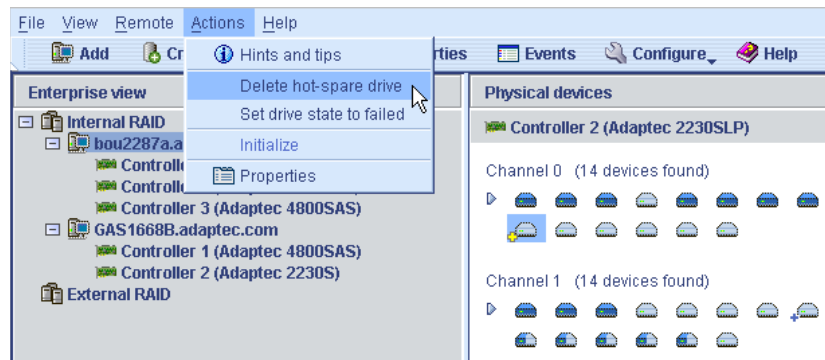 File View Remote Actions Help
Add Cr rties Events Configure Help
Hints and tips
Delete hot-spare drive
Set drive state to failed
Initialize
Properties
Enterprise view
Internal RAID
bou2287a.a
Controlle
Controlle
Controller 3 (Adaptec 4800SAS)
GAS1668B.adaptec.com
Controller 1 (Adaptec 4800SAS)
Controller 2 (Adaptec 2230S)
External RAID
Physical devices
Controller 2 (Adaptec 2230SLP)
Channel 0 (14 devices found)
Channel 1 (14 devices found)